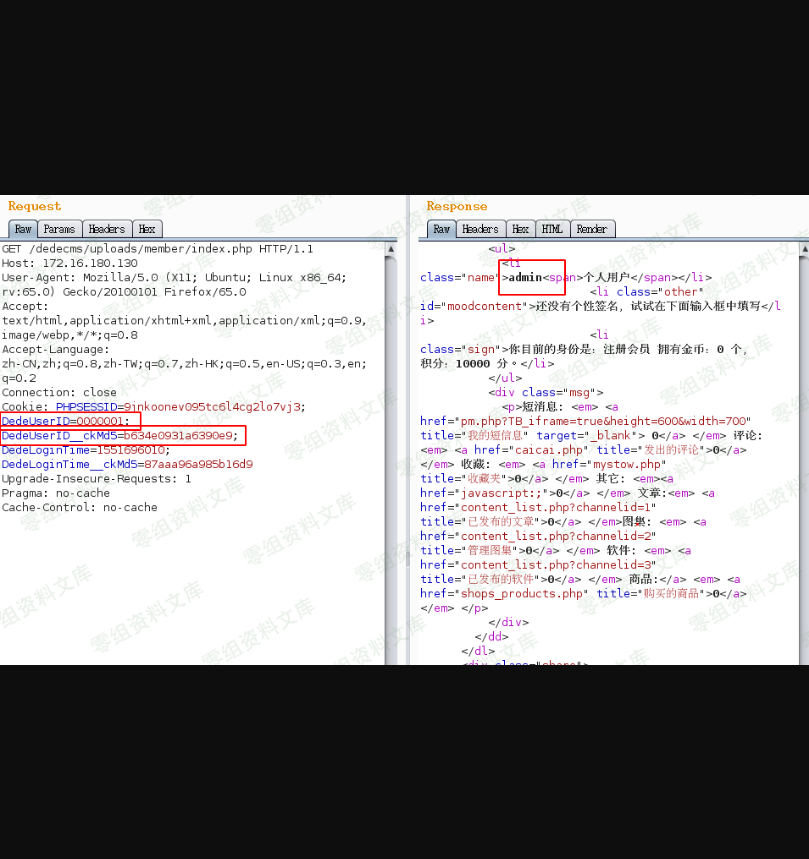 Request
Raw Params Headers Hex
GET /dedecms/uploads/member/index.php HTTP/1.1
Host: 172.16.180.130
User-Agent: Mozilla/5.0 (X11; Ubuntu; Linux x86_64;
rv:65.0) Gecko/20100101 Firefox/65.0
Accept:
text/html,application/xhtml+xml,application/xml;q=0.9,
image/webp,*/*;q=0.8
Accept-Language:
zh-CN,zh;q=0.8,zh-TW;q=0.7,zh-HK;q=0.5,en-US;q=0.3,en;
q=0.2
Connection: close
Cookie: PHPSESSID=9jnkoonev095tc6l4cg2lo7vj3;
DedeUserID=0000001;
DedeUserID__ckMd5=b634e0931a6390e9;
DedeLoginTime=1551696010;
DedeLoginTime__ckMd5=87aaa96a985b16d9
Upgrade-Insecure-Requests: 1
Pragma: no-cache
Cache-Control: no-cache
Response
Raw Headers Hex HTML Render
<ul>
<li
class="name">admin<span>个人用户</span></li>
<li class="other"
id="moodcontent">还没有个性签名，试试在下面输入框中填写</l
i>
<li
class="sign">你目前的身份是：注册会员 拥有金币：0 个，
积分：10000 分。</li>
</ul>
<div class="msg">
<p>短消息: <em> <a
href="pm.php?TB_iframe=true&height=600&width=700"
title="我的短信息" target="_blank"> 0</a> </em> 评论:
<em> <a href="caicai.php" title="发出的评论">0</a>
</em> 收藏: <em> <a href="mystow.php"
title="收藏夹">0</a> </em> 其它: <em><a
href="javascript:;">0</a> </em> 文章:<em> <a
href="content_list.php?channelid=1"
title="已发布的文章">0</a> </em>图集: <em> <a
href="content_list.php?channelid=2"
title="管理图集">0</a> </em> 软件: <em> <a
href="content_list.php?channelid=3"
title="已发布的软件">0</a> </em> 商品:</a> <em> <a
href="shops_products.php" title="购买的商品">0</a>
</em> </p>
</div>
</dd>
</dl>
<div class="share">
零组资料文库